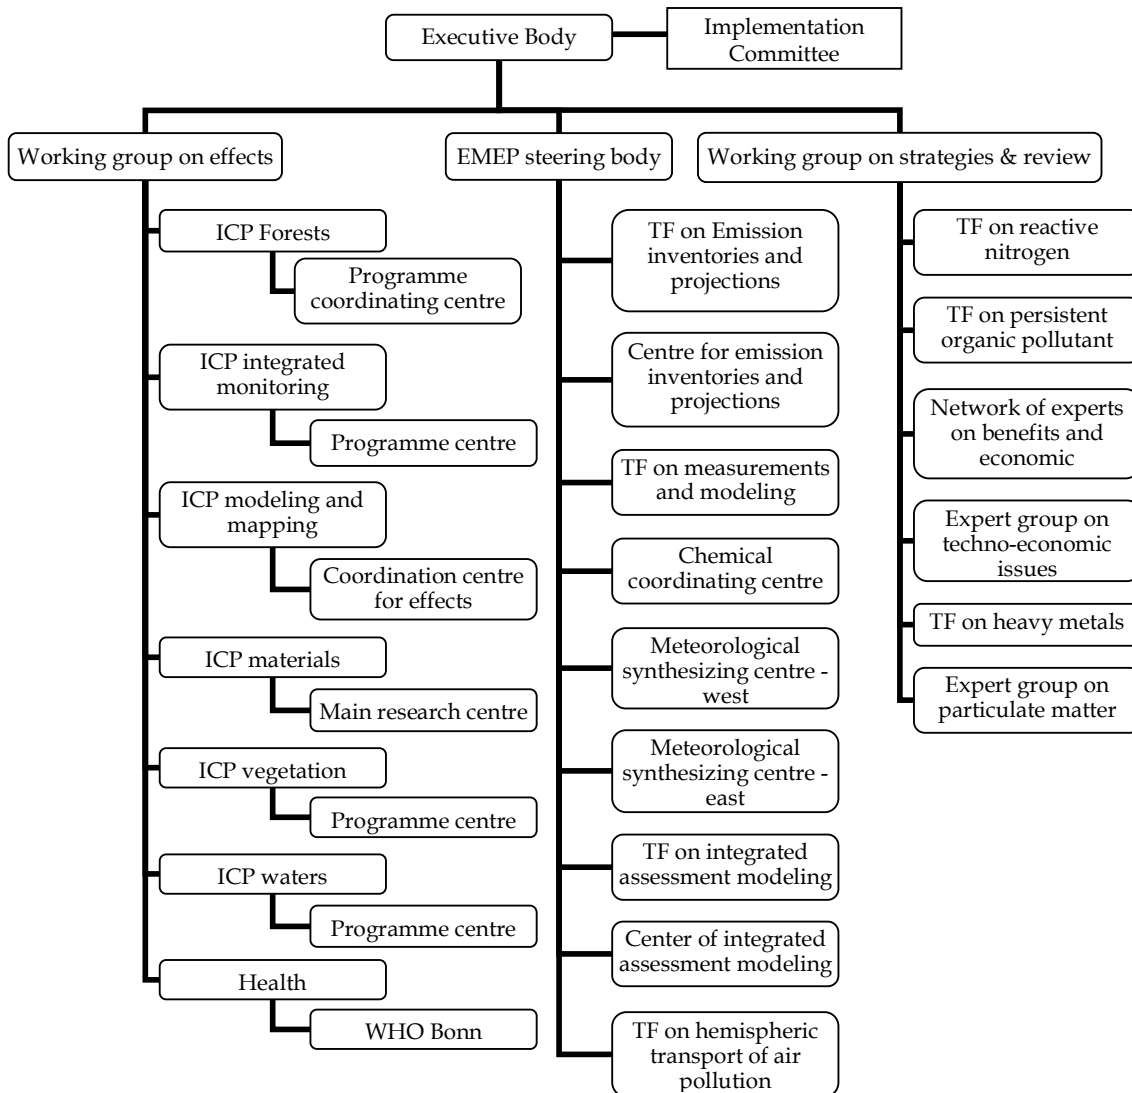 Executive Body
Implementation
Committee
Working group on effects
EMEP steering body
Working group on strategies & review
ICP Forests
Programme
coordinating centre
ICP integrated
monitoring
Programme centre
ICP modeling and
mapping
Coordination centre
for effects
ICP materials
Main research centre
ICP vegetation
Programme centre
ICP waters
Programme centre
Health
WHO Bonn
TF on Emission
inventories and
projections
Centre for emission
inventories and
projections
TF on measurements
and modeling
Chemical
coordinating centre
Meteorological
synthesizing centre -
west
Meteorological
synthesizing centre -
east
TF on integrated
assessment modeling
Center of integrated
assessment modeling
TF on hemispheric
transport of air
pollution
TF on reactive
nitrogen
TF on persistent
organic pollutant
Network of experts
on benefits and
economic
Expert group on
techno-economic
issues
TF on heavy metals
Expert group on
particulate matter